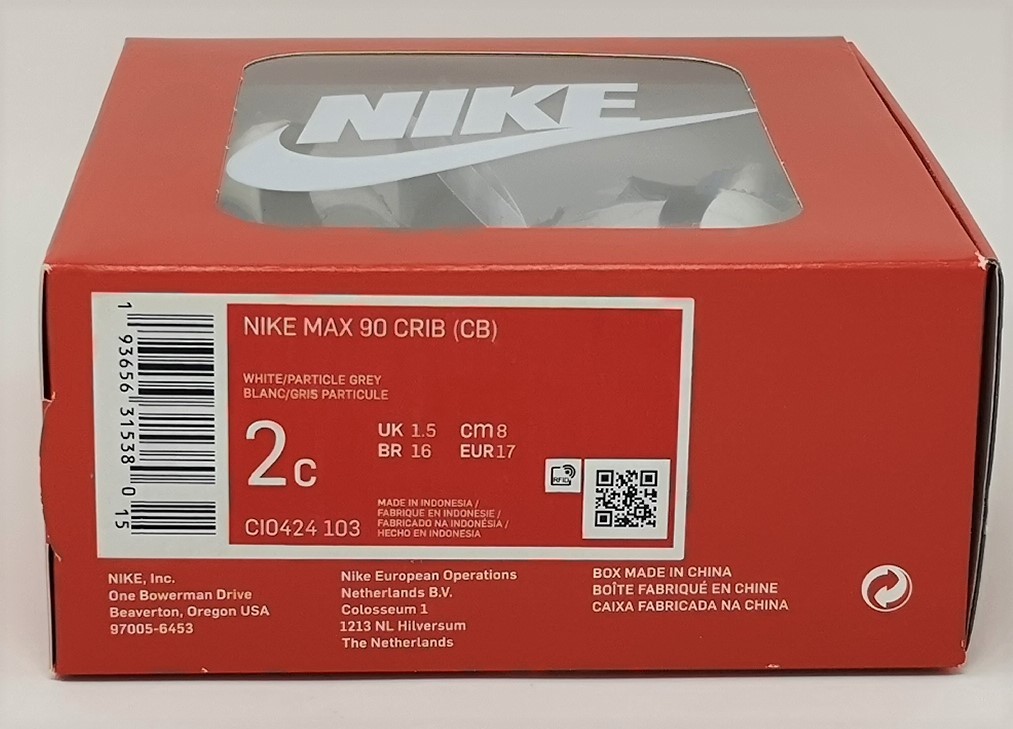 NIKE
NIKE MAX 90 CRIB (CB)
WHITE/PARTICLE GREY
BLANC/GRIS PARTICULE
2c
UK 1.5 cm 8
BR 16 EUR 17
RFID
MADE IN INDONESIA /
FABRIQUE EN INDONESIE /
FABRICADO NA INDONÉSIA /
HECHO EN INDONESIA
CI0424 103
1 93656 31538 0 15
NIKE, Inc.
One Bowerman Drive
Beaverton, Oregon USA
97005-6453
Nike European Operations
Netherlands B.V.
Colosseum 1
1213 NL Hilversum
The Netherlands
BOX MADE IN CHINA
BOÎTE FABRIQUÉ EN CHINE
CAIXA FABRICADA NA CHINA